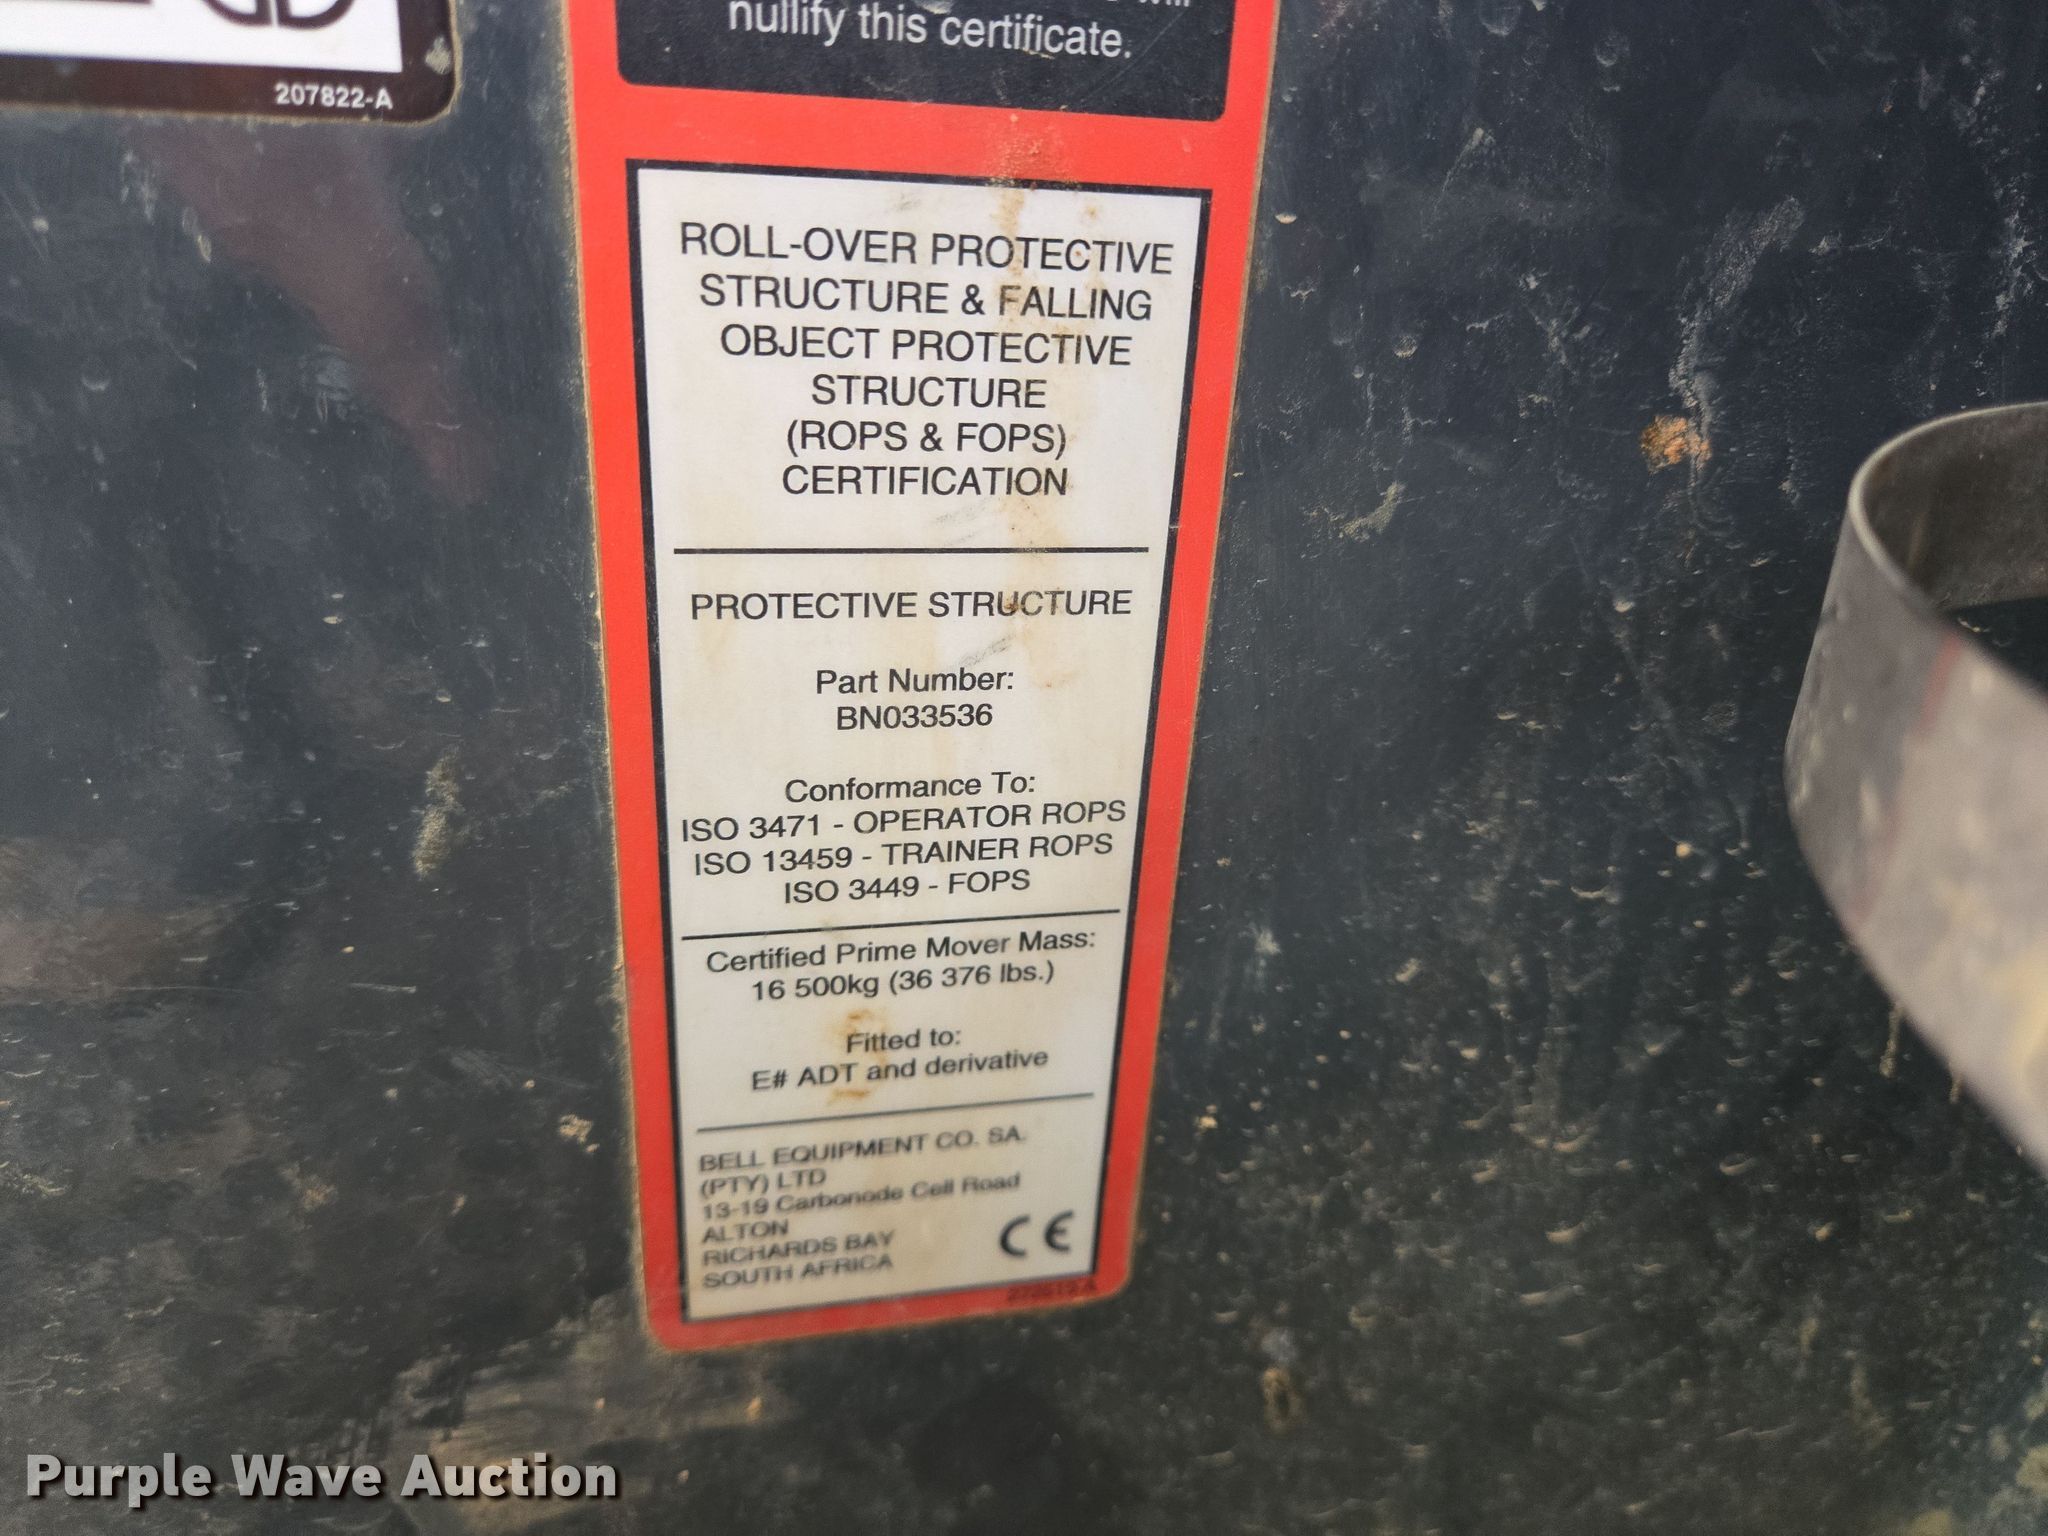 207822-A
nullify this certificate.
ROLL-OVER PROTECTIVE
STRUCTURE & FALLING
OBJECT PROTECTIVE
STRUCTURE
(ROPS & FOPS)
CERTIFICATION
PROTECTIVE STRUCTURE
Part Number:
BN033536
Conformance To:
ISO 3471 - OPERATOR ROPS
ISO 13459 - TRAINER ROPS
ISO 3449 - FOPS
Certified Prime Mover Mass:
16 500kg (36 376 lbs.)
Fitted to:
E# ADT and derivative
BELL EQUIPMENT CO. SA.
(PTY) LTD
13-19 Carbonode Cell Road
ALTON
RICHARDS BAY
SOUTH AFRICA
CE
Purple Wave Auction